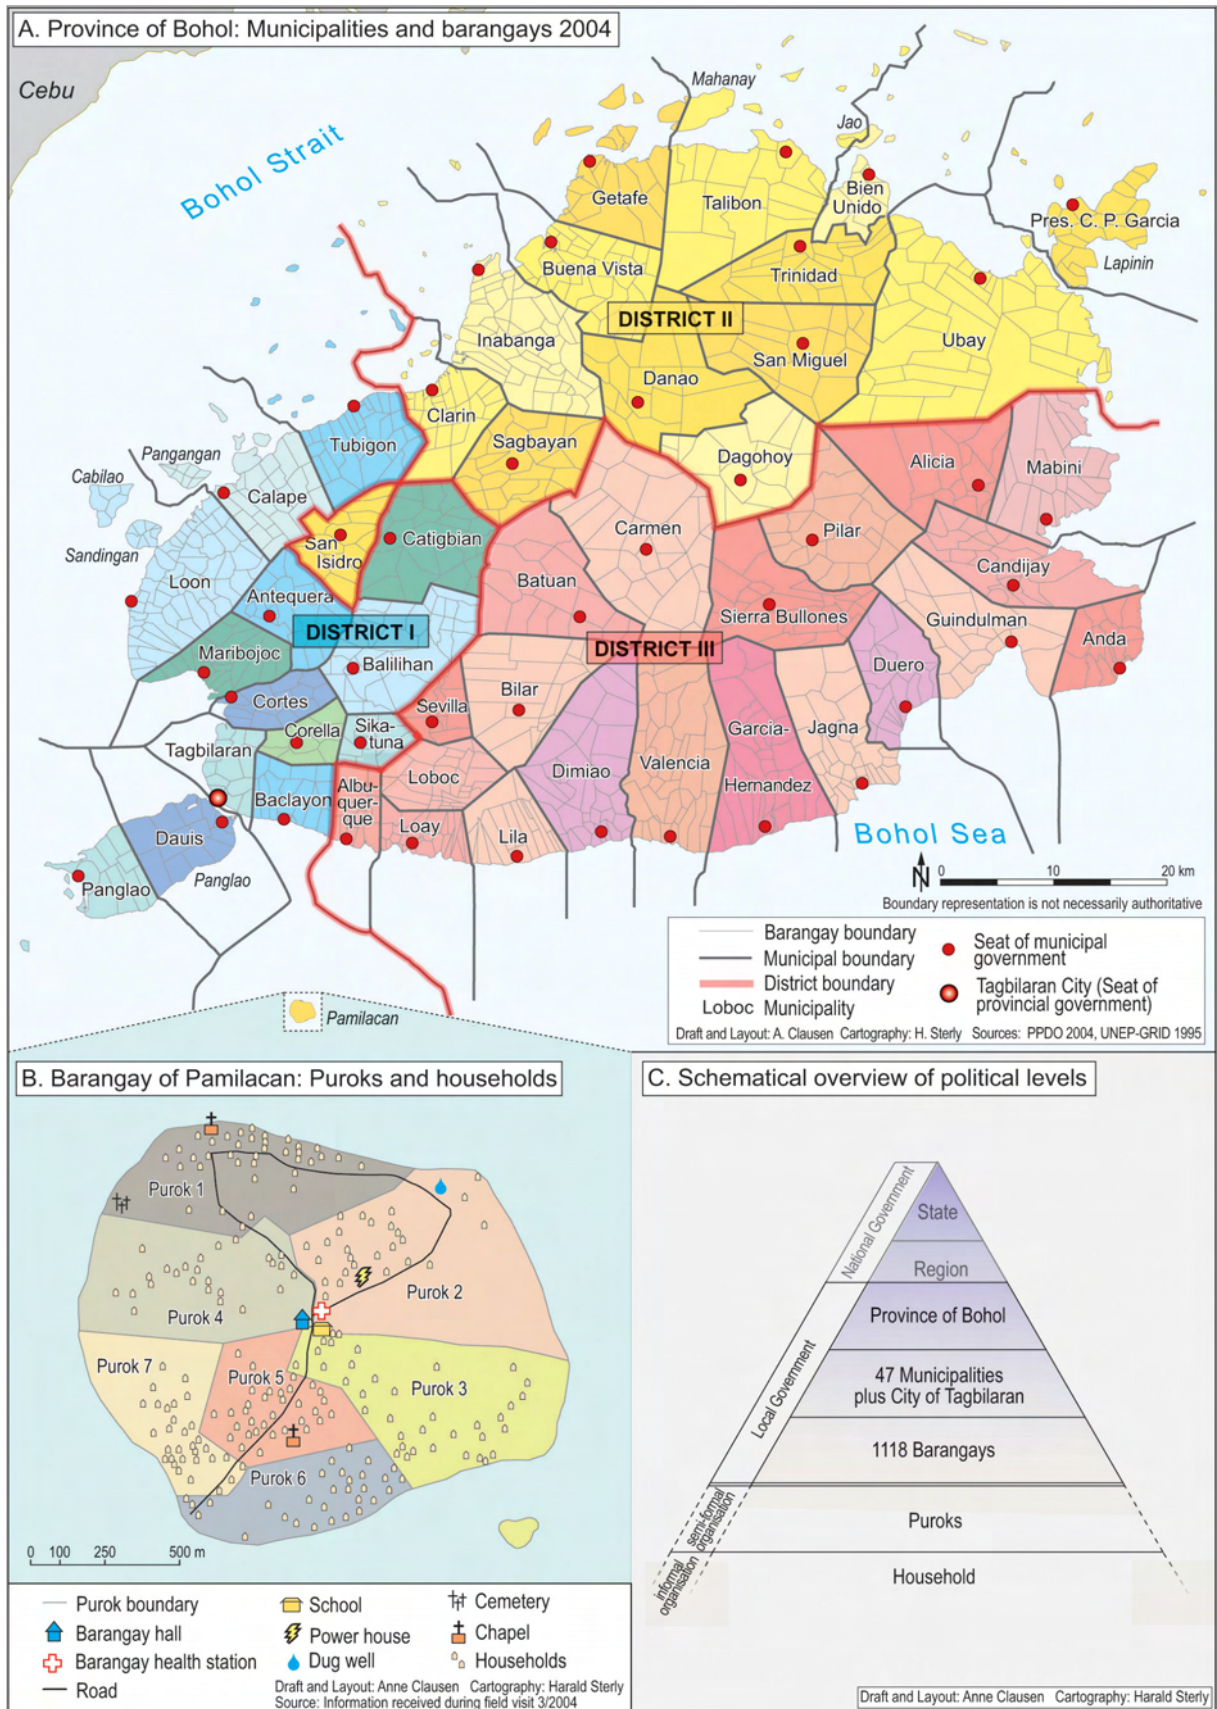 A. Province of Bohol: Municipalities and barangays 2004
Cebu
Bohol Strait
Mahanay
Jao
Getafe
Talibon
Bien
Unido
Pres. C. P. Garcia
Lapinin
Buena Vista
Trinidad
DISTRICT II
Inabanga
San Miguel
Ubay
Danao
Clarin
Tubigon
Sagbayan
Dagohoy
Alicia
Mabini
Pangangan
Cabilao
Calape
Sandingan
San
Isidro
Catigbian
Carmen
Pilar
Loon
Batuan
Candijay
Antequera
Sierra Bullones
Guindulman
Anda
DISTRICT I
DISTRICT III
Maribojoc
Balilihan
Duero
Cortes
Sevilla
Bilar
Corella
Sika-
tuna
Garcia-
Hernandez
Jagna
Tagbilaran
Loboc
Dimiao
Valencia
Baclayon
Albu-
querque
Loay
Lila
Dauis
Panglao
Panglao
Bohol Sea
N
0 10 20 km
Boundary representation is not necessarily authoritative
Barangay boundary
Municipal boundary
District boundary
Loboc Municipality
Seat of municipal
government
Tagbilaran City (Seat of
provincial government)
Draft and Layout: A. Clausen Cartography: H. Sterly Sources: PPDO 2004, UNEP-GRID 1995
Pamilacan
B. Barangay of Pamilacan: Puroks and households
Purok 1
Purok 2
Purok 4
Purok 7
Purok 5
Purok 3
Purok 6
0 100 250 500 m
Purok boundary
Barangay hall
Barangay health station
Road
School
Power house
Dug well
Cemetery
Chapel
Households
Draft and Layout: Anne Clausen Cartography: Harald Sterly
Source: Information received during field visit 3/2004
C. Schematical overview of political levels
National Government
State
Region
Local Government
Province of Bohol
47 Municipalities
plus City of Tagbilaran
1118 Barangays
semi-formal
organisation
Puroks
informal
organisation
Household
Draft and Layout: Anne Clausen Cartography: Harald Sterly